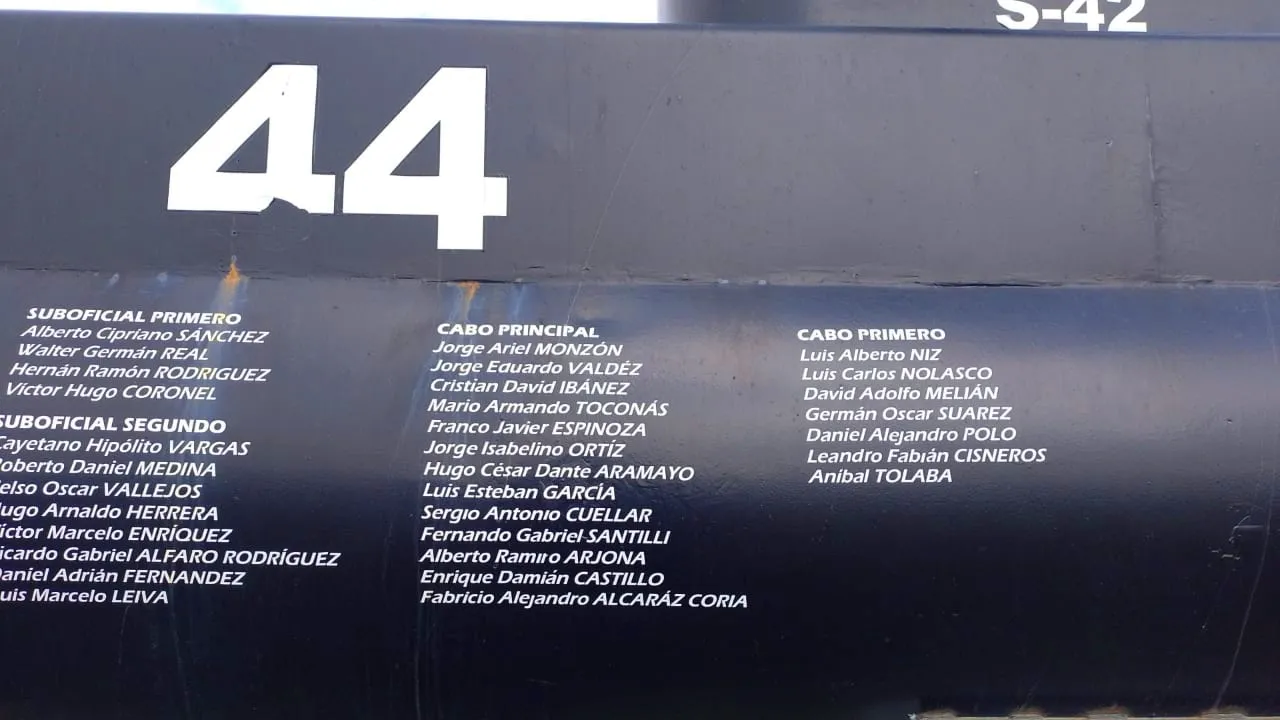 S-42
44
SUBOFICIAL PRIMERO
Alberto Cipriano SÁNCHEZ
Walter Germán REAL
Hernán Ramón RODRIGUEZ
Víctor Hugo CORONEL
SUBOFICIAL SEGUNDO
Cayetano Hipólito VARGAS
Roberto Daniel MEDINA
elso Oscar VALLEJOS
Hugo Arnaldo HERRERA
Víctor Marcelo ENRÍQUEZ
Ricardo Gabriel ALFARO RODRÍGUEZ
Daniel Adrián FERNANDEZ
Luis Marcelo LEIVA
CABO PRINCIPAL
Jorge Ariel MONZÓN
Jorge Eduardo VALDÉZ
Cristian David IBÁNEZ
Mario Armando TOCONÁS
Franco Javier ESPINOZA
Jorge Isabelino ORTÍZ
Hugo César Dante ARAMAYO
Luis Esteban GARCÍA
Sergio Antonio CUELLAR
Fernando Gabriel SANTILLI
Alberto Ramiro ARJONA
Enrique Damián CASTILLO
Fabricio Alejandro ALCARÁZ CORIA
CABO PRIMERO
Luis Alberto NIZ
Luis Carlos NOLASCO
David Adolfo MELIÁN
Germán Oscar SUAREZ
Daniel Alejandro POLO
Leandro Fabián CISNEROS
Aníbal TOLABA